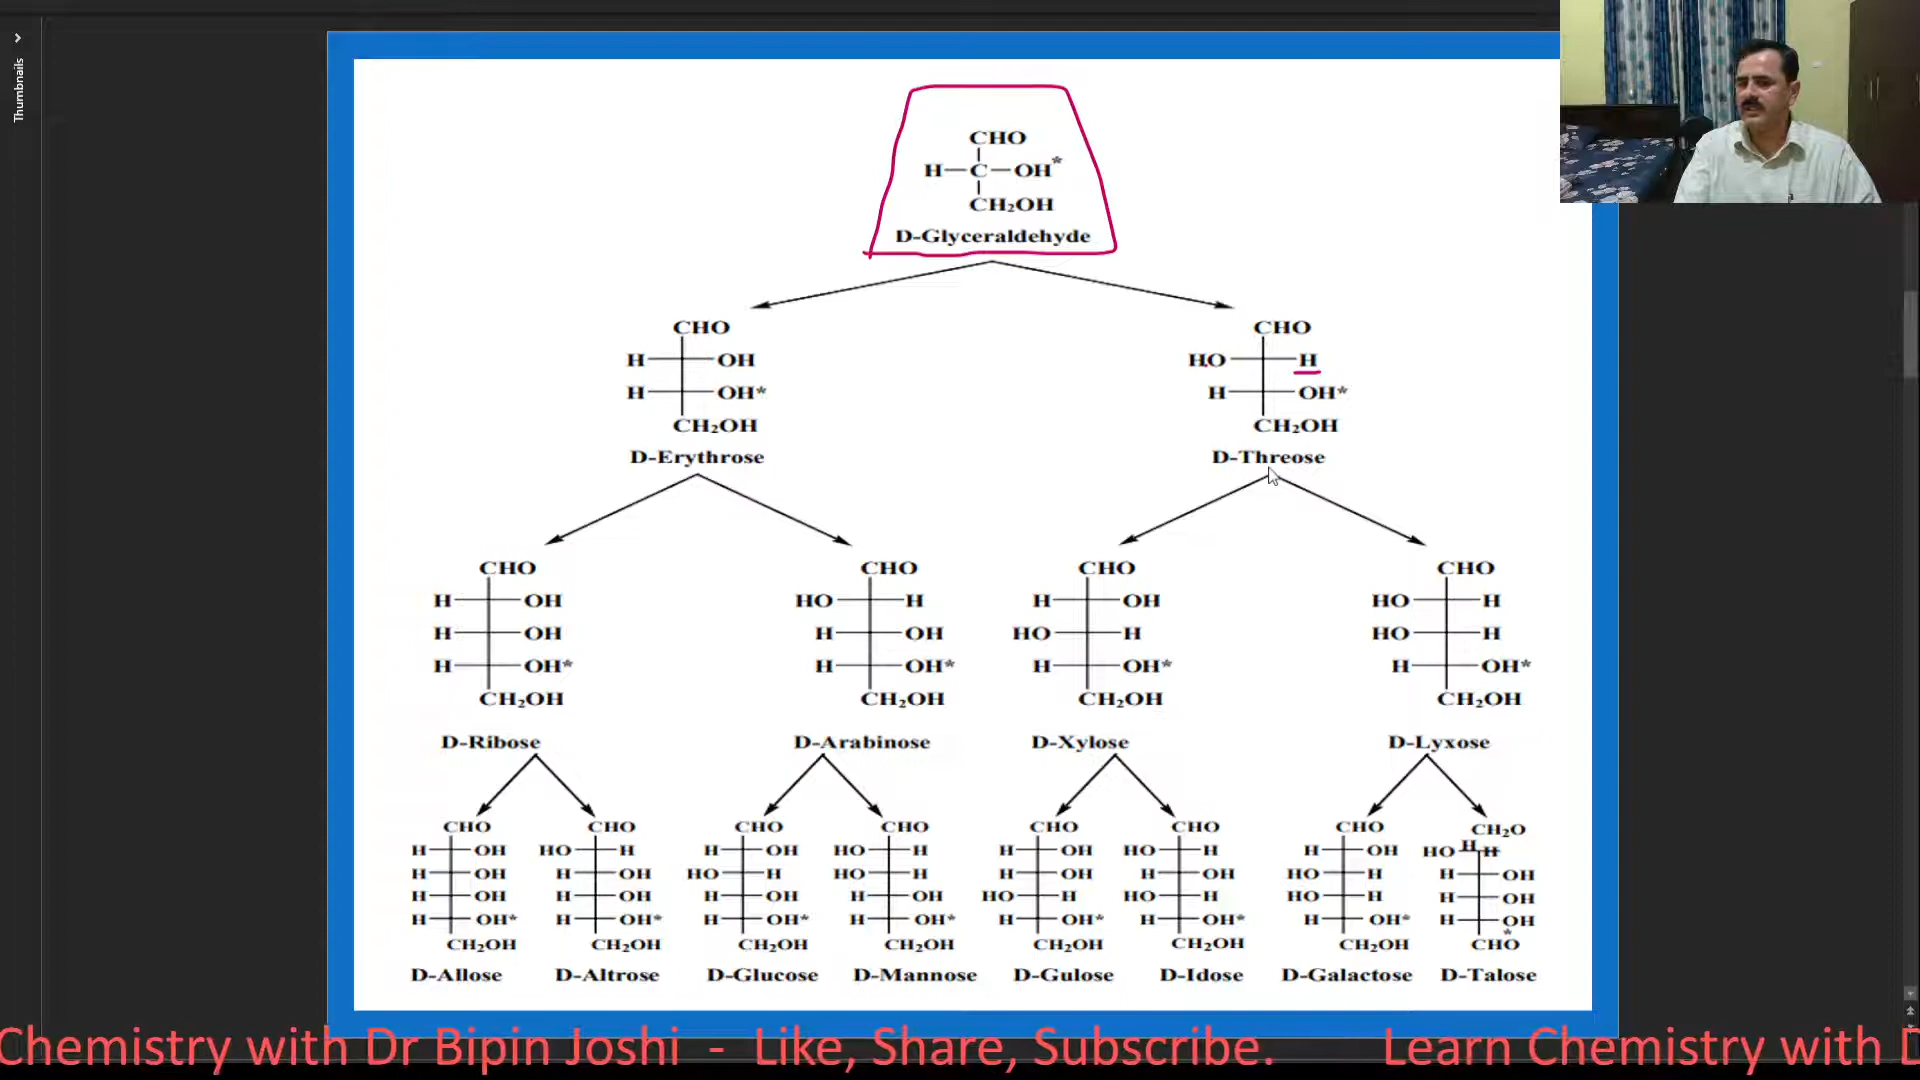 Thumbnails
CHO
H C OH*
CH₂OH
D-Glyceraldehyde
CHO CHO
H OH HO H
H OH* H OH*
CH₂OH CH₂OH
D-Erythrose D-Threose
CHO CHO CHO CHO
H OH HO H H OH HO H
H OH H OH HO H HO H
H OH* H OH* H OH* H OH*
CH₂OH CH₂OH CH₂OH CH₂OH
D-Ribose D-Arabinose D-Xylose D-Lyxose
CHO CHO CHO CHO CHO CHO CHO CH₂O
H OH HO H H OH HO H H OH HO H H OH HO H H
H OH H OH HO H HO H H OH H OH HO H H OH
H OH H OH H OH H OH HO H HO H HO H H OH
H OH* H OH* H OH* H OH* H OH* H OH* H OH* H OH*
CH₂OH CH₂OH CH₂OH CH₂OH CH₂OH CH₂OH CH₂OH CHO
D-Allose D-Altrose D-Glucose D-Mannose D-Gulose D-Idose D-Galactose D-Talose
Chemistry with Dr Bipin Joshi - Like, Share, Subscribe. Learn Chemistry with D